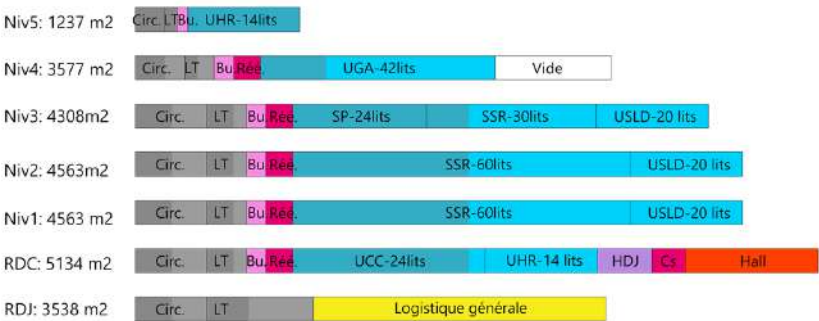 Niv5: 1237 m2 Circ. LT Bu. UHR-14lits
Niv4: 3577 m2 Circ. LT Bu. Réé. UGA-42lits Vide
Niv3: 4308m2 Circ. LT Bu. Réé. SP-24lits SSR-30lits USLD-20 lits
Niv2: 4563m2 Circ. LT Bu. Réé. SSR-60lits USLD-20 lits
Niv1: 4563 m2 Circ. LT Bu. Réé. SSR-60lits USLD-20 lits
RDC: 5134 m2 Circ. LT Bu. Réé. UCC-24lits UHR-14 lits HDJ Cs Hall
RDJ: 3538 m2 Circ. LT Logistique générale